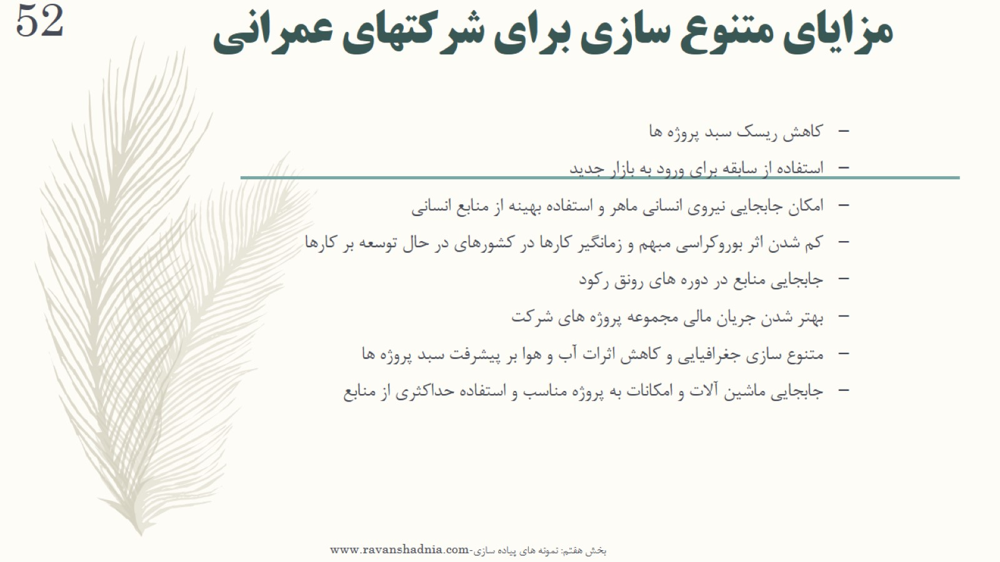 52
مزایای متنوع سازی برای شرکتهای عمرانی
– کاهش ریسک سبد پروژه ها
– استفاده از سابقه برای ورود به بازار جدید
– امکان جابجایی نیروی انسانی ماهر و استفاده بهینه از منابع انسانی
– کم شدن اثر بوروکراسی مبهم و زمانگیر کارها در کشورهای در حال توسعه بر کارها
– جابجایی منابع در دوره های رونق رکود
– بهتر شدن جریان مالی مجموعه پروژه های شرکت
– متنوع سازی جغرافیایی و کاهش اثرات آب و هوا بر پیشرفت سبد پروژه ها
– جابجایی ماشین آلات و امکانات به پروژه مناسب و استفاده حداکثری از منابع
بخش هفتم: نمونه های پیاده سازی-www.ravanshadnia.com